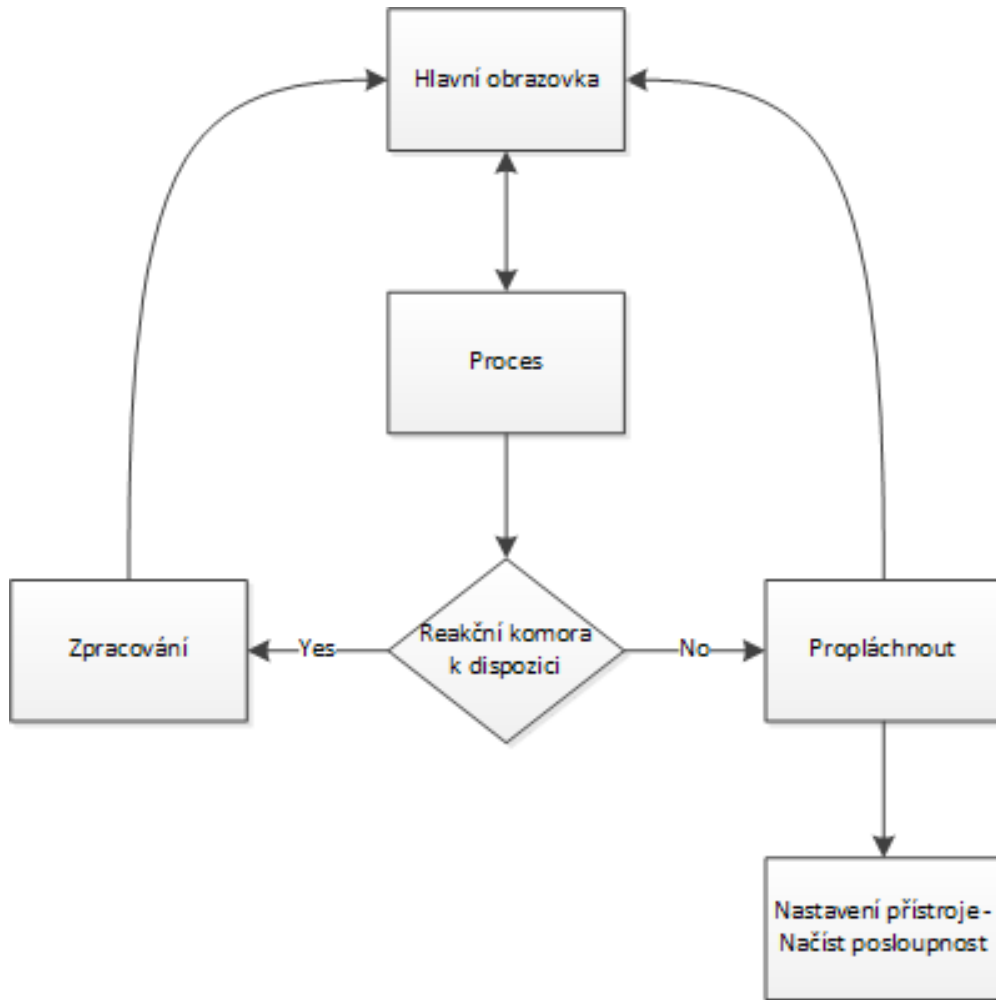 Hlavní obrazovka
Proces
Zpracování
Yes
Reakční komora
k dispozici
No
Propláchnout
Nastavení přístroje -
Načíst posloupnost